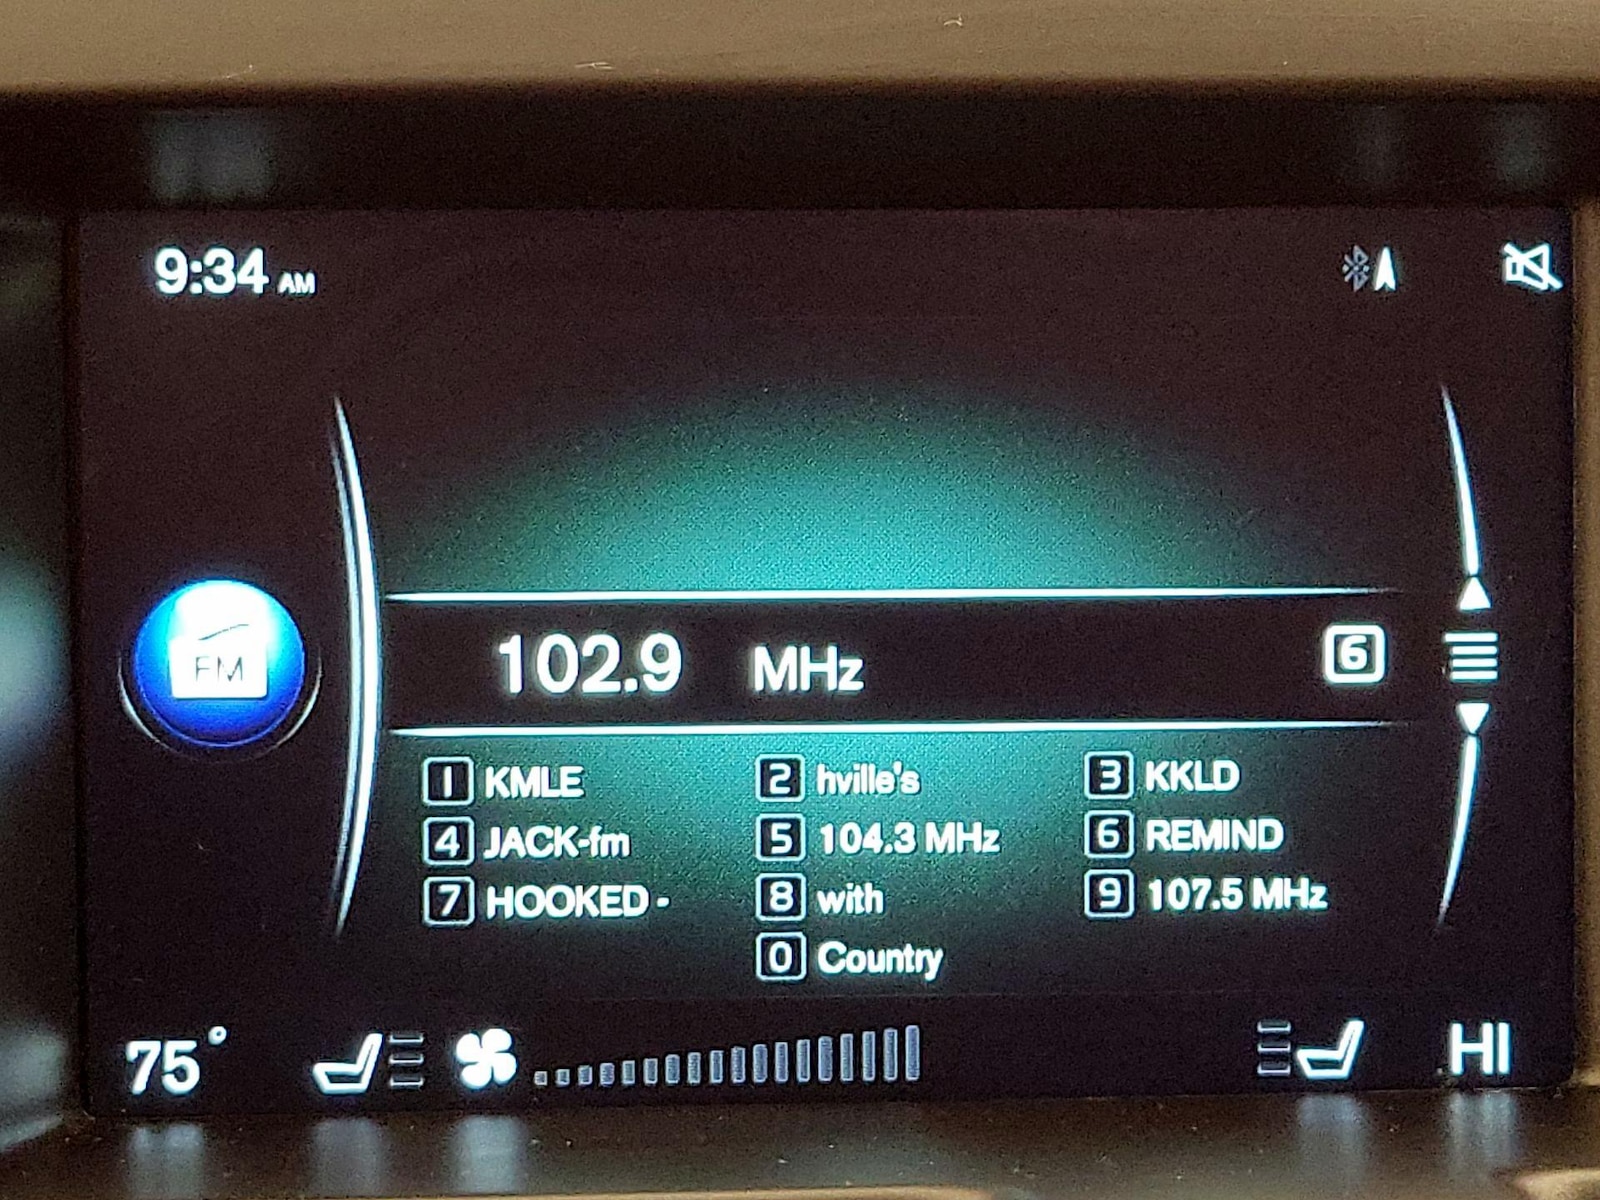 9:34 AM
FM
102.9 MHz 6
1 KMLE 2 hville's 3 KKLD
4 JACK-fm 5 104.3 MHz 6 REMIND
7 HOOKED - 8 with 9 107.5 MHz
0 Country
75° HI